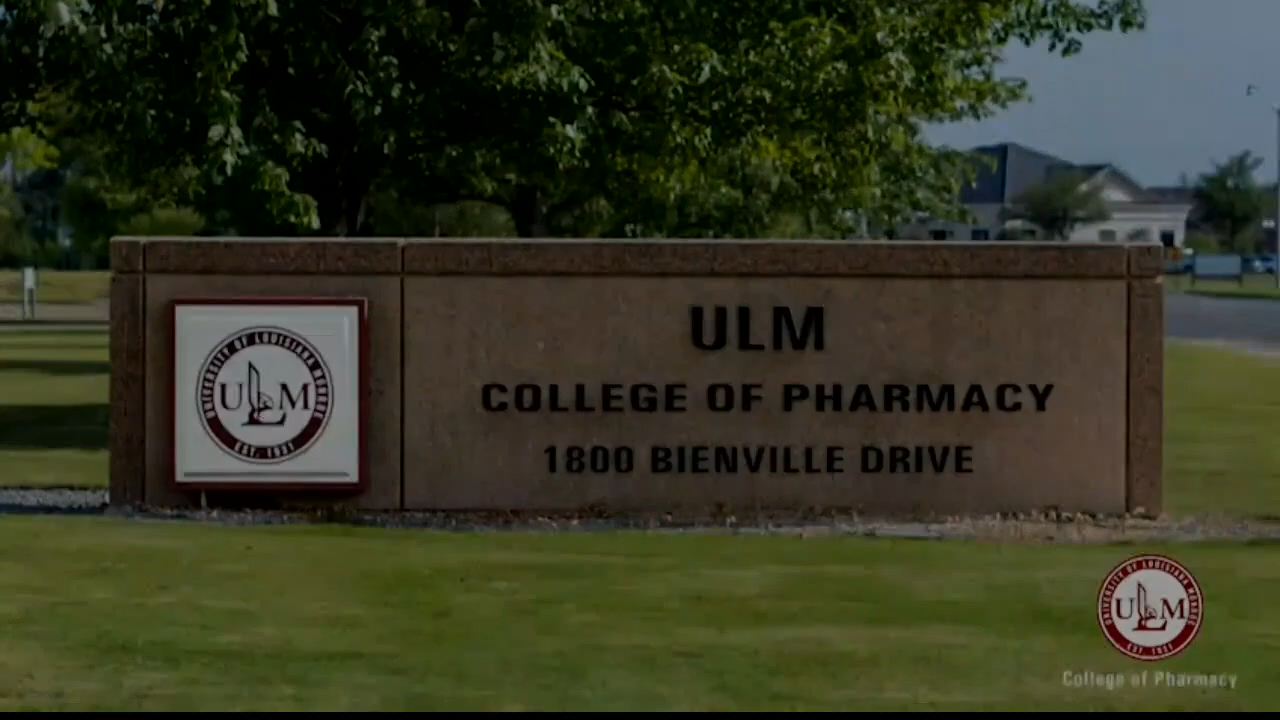 ULM
COLLEGE OF PHARMACY
1800 BIENVILLE DRIVE
UNIVERSITY OF LOUISIANA MONROE
ULM
EST. 1931
UNIVERSITY OF LOUISIANA MONROE
ULM
EST. 1931
College of Pharmacy